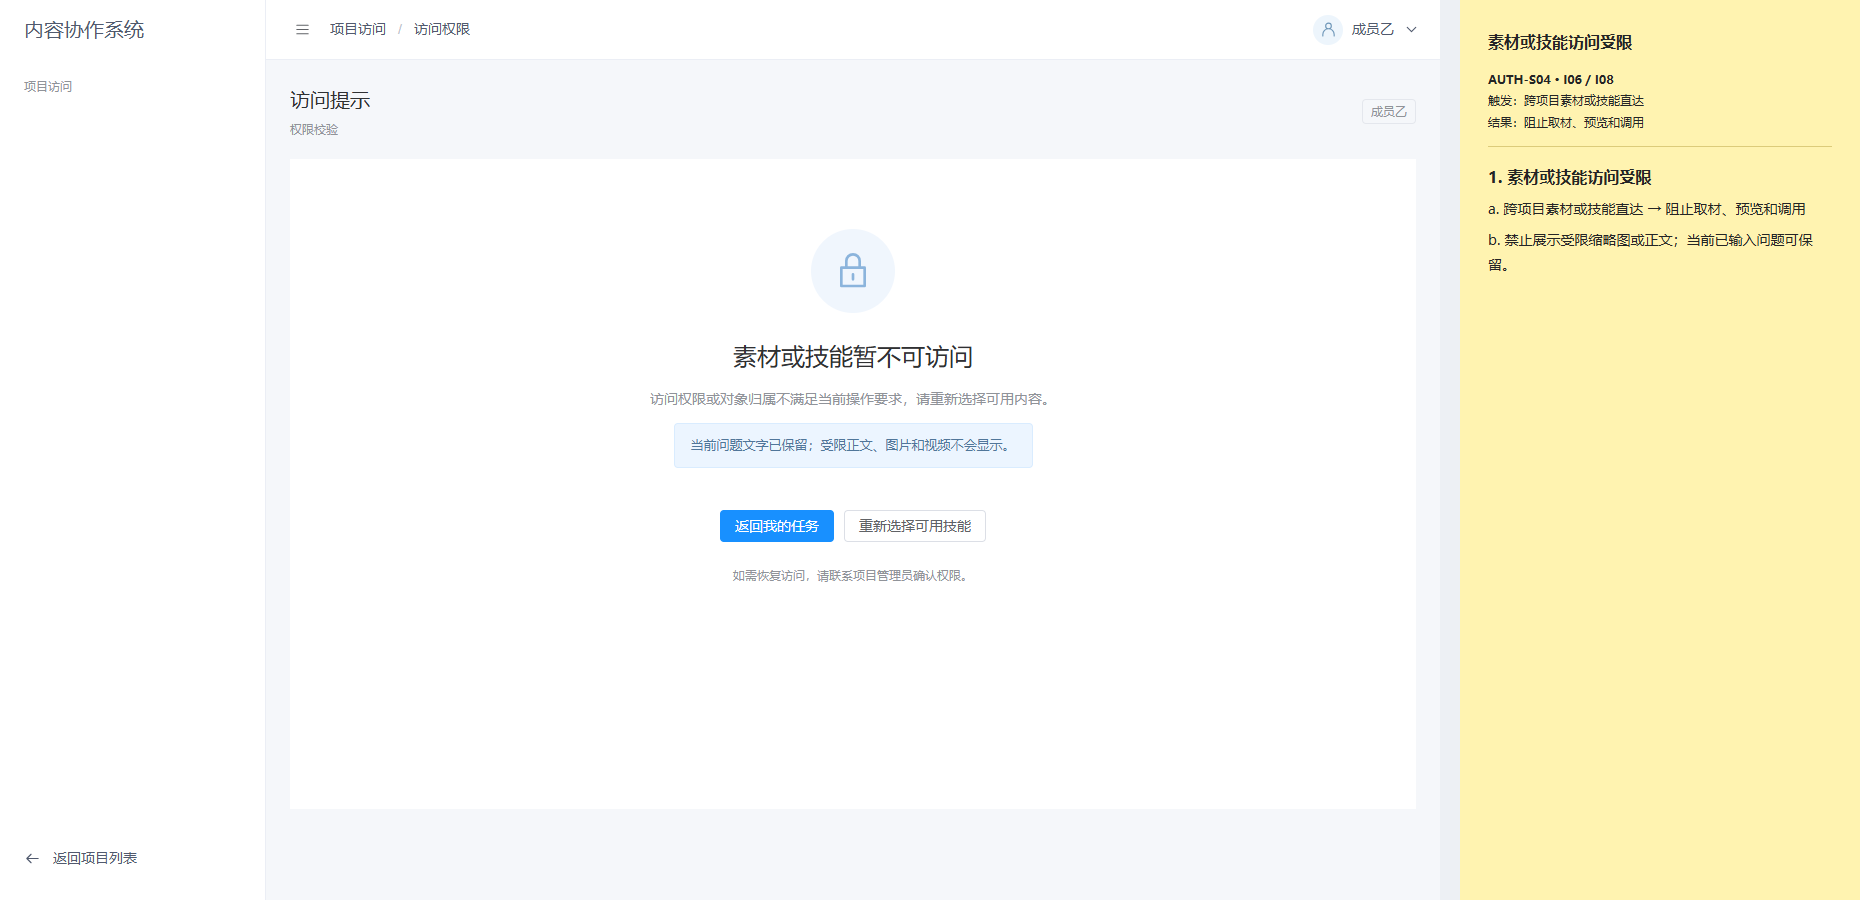 内容协作系统
项目访问
返回项目列表
项目访问 / 访问权限
成员乙
访问提示
权限校验
成员乙
素材或技能暂不可访问
访问权限或对象归属不满足当前操作要求，请重新选择可用内容。
当前问题文字已保留；受限正文、图片和视频不会显示。
返回我的任务
重新选择可用技能
如需恢复访问，请联系项目管理员确认权限。
素材或技能访问受限
AUTH-S04 • I06 / I08
触发：跨项目素材或技能直达
结果：阻止取材、预览和调用
1. 素材或技能访问受限
a. 跨项目素材或技能直达 → 阻止取材、预览和调用
b. 禁止展示受限缩略图或正文；当前已输入问题可保
留。